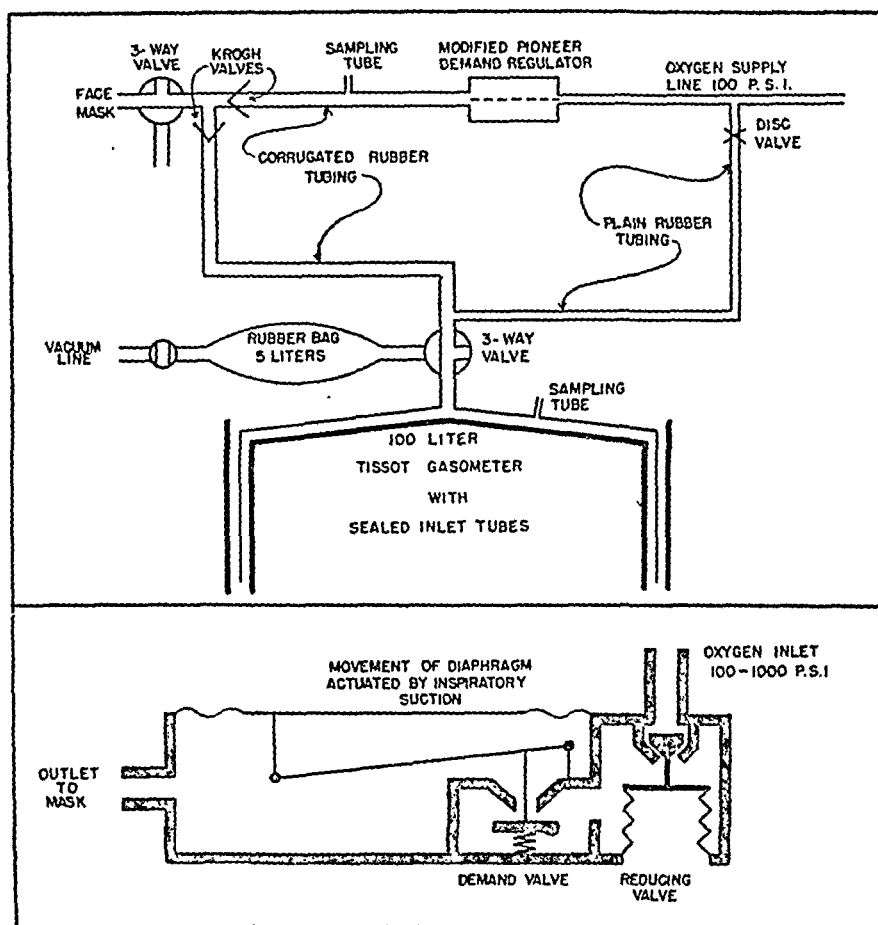 3-WAY
VALVE
KROGH
VALVES
SAMPLING
TUBE
MODIFIED PIONEER
DEMAND REGULATOR
OXYGEN SUPPLY
LINE 100 P.S.I.
FACE
MASK
DISC
VALVE
CORRUGATED RUBBER
TUBING
PLAIN RUBBER
TUBING
VACUUM
LINE
RUBBER BAG
5 LITERS
3-WAY
VALVE
SAMPLING
TUBE
100 LITER
TISSOT GASOMETER
WITH
SEALED INLET TUBES
MOVEMENT OF DIAPHRAGM
ACTUATED BY INSPIRATORY
SUCTION
OXYGEN INLET
100-1000 P.S.I
OUTLET
TO
MASK
DEMAND VALVE
REDUCING
VALVE